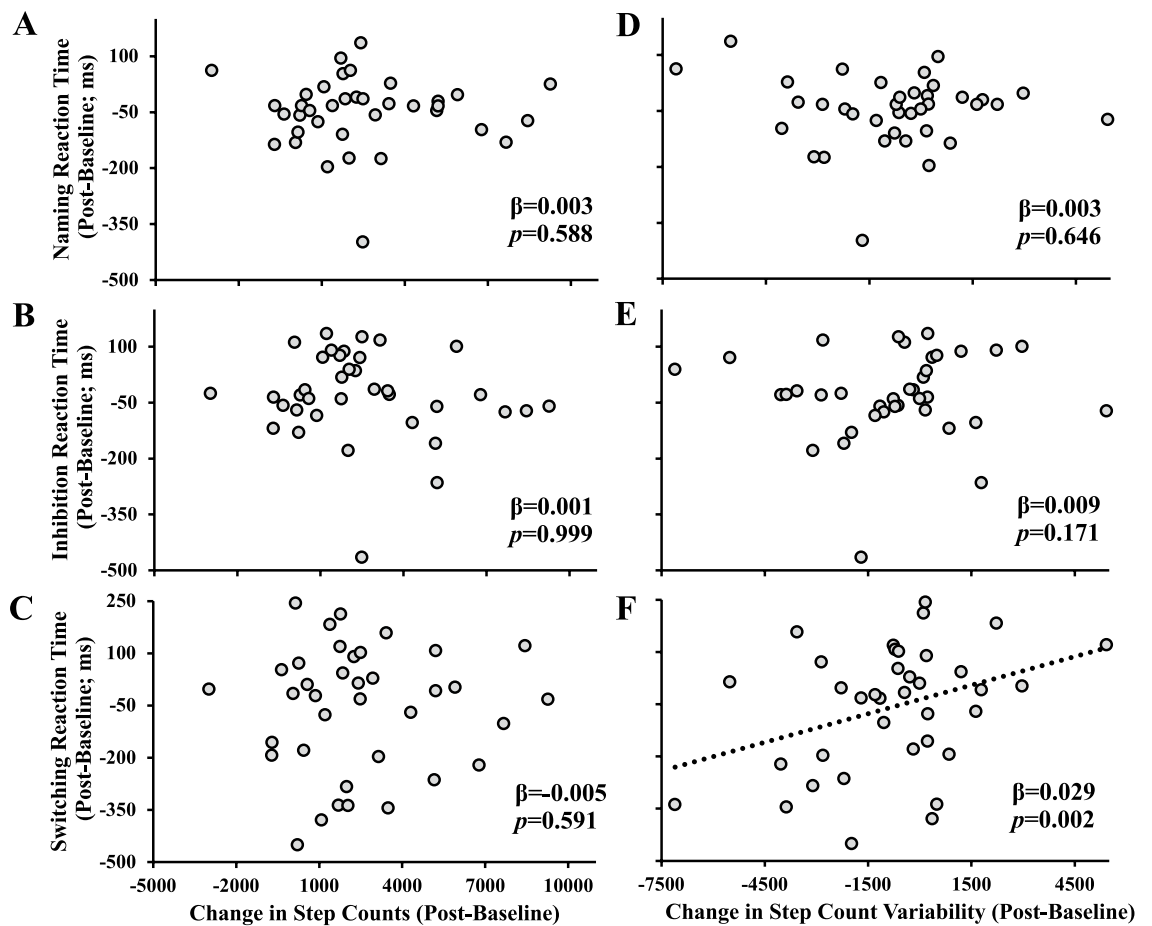 A
Naming Reaction Time
(Post-Baseline; ms)
100
-50
-200
-350
-500
β=0.003
p=0.588
D
β=0.003
p=0.646
B
Inhibition Reaction Time
(Post-Baseline; ms)
100
-50
-200
-350
-500
β=0.001
p=0.999
E
β=0.009
p=0.171
C
Switching Reaction Time
(Post-Baseline; ms)
250
100
-50
-200
-350
-500
β=-0.005
p=0.591
-5000 -2000 1000 4000 7000 10000
Change in Step Counts (Post-Baseline)
F
β=0.029
p=0.002
-7500 -4500 -1500 1500 4500
Change in Step Count Variability (Post-Baseline)